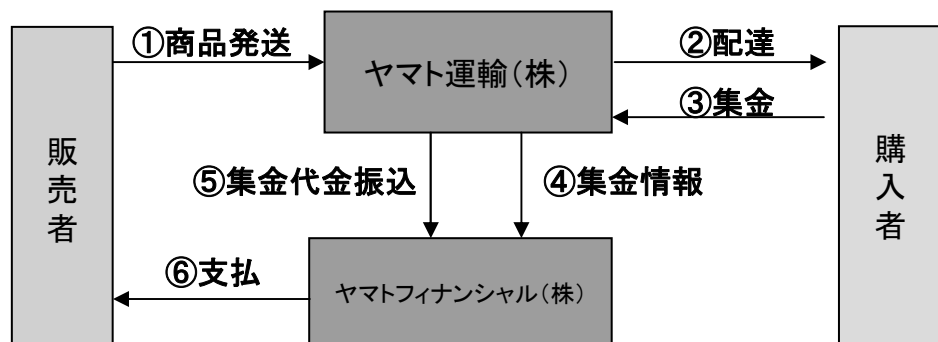 ①商品発送
②配達
ヤマト運輸(株)
③集金
販売者
購入者
⑤集金代金振込
④集金情報
⑥支払
ヤマトフィナンシャル(株)